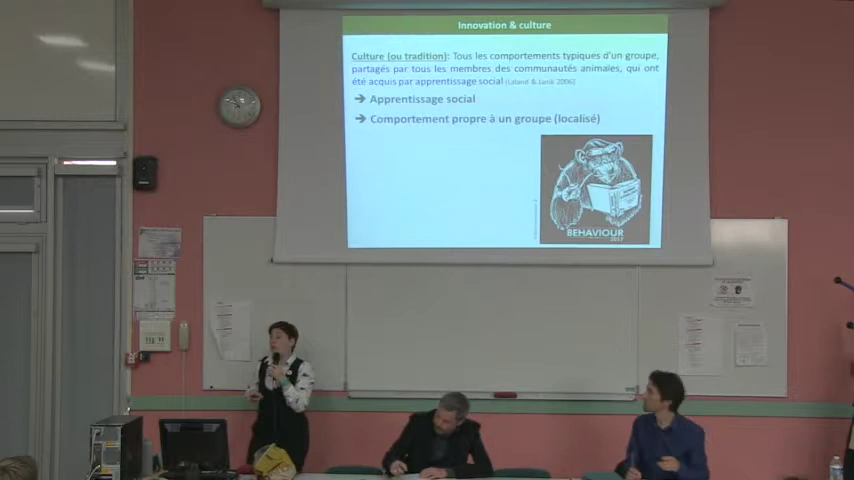 Innovation & culture
Culture (ou tradition): Tous les comportements typiques d'un groupe,
partagés par tous les membres des communautés animales, qui ont
été acquis par apprentissage social (Laland & Janik 2006)
➔ Apprentissage social
➔ Comportement propre à un groupe (localisé)
BEHAVIOUR
2017